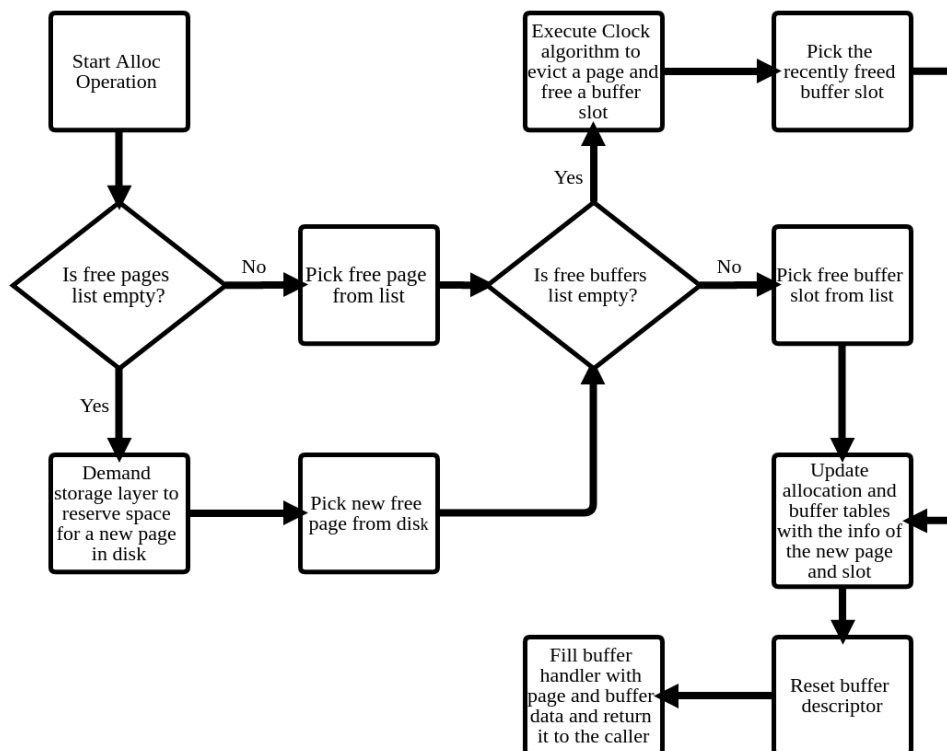 Start Alloc
Operation
Is free pages
list empty?
No
Yes
Pick free page
from list
Demand
storage layer to
reserve space
for a new page
in disk
Pick new free
page from disk
Is free buffers
list empty?
Yes
No
Execute Clock
algorithm to
evict a page and
free a buffer
slot
Pick the
recently freed
buffer slot
Pick free buffer
slot from list
Update
allocation and
buffer tables
with the info of
the new page
and slot
Reset buffer
descriptor
Fill buffer
handler with
page and buffer
data and return
it to the caller